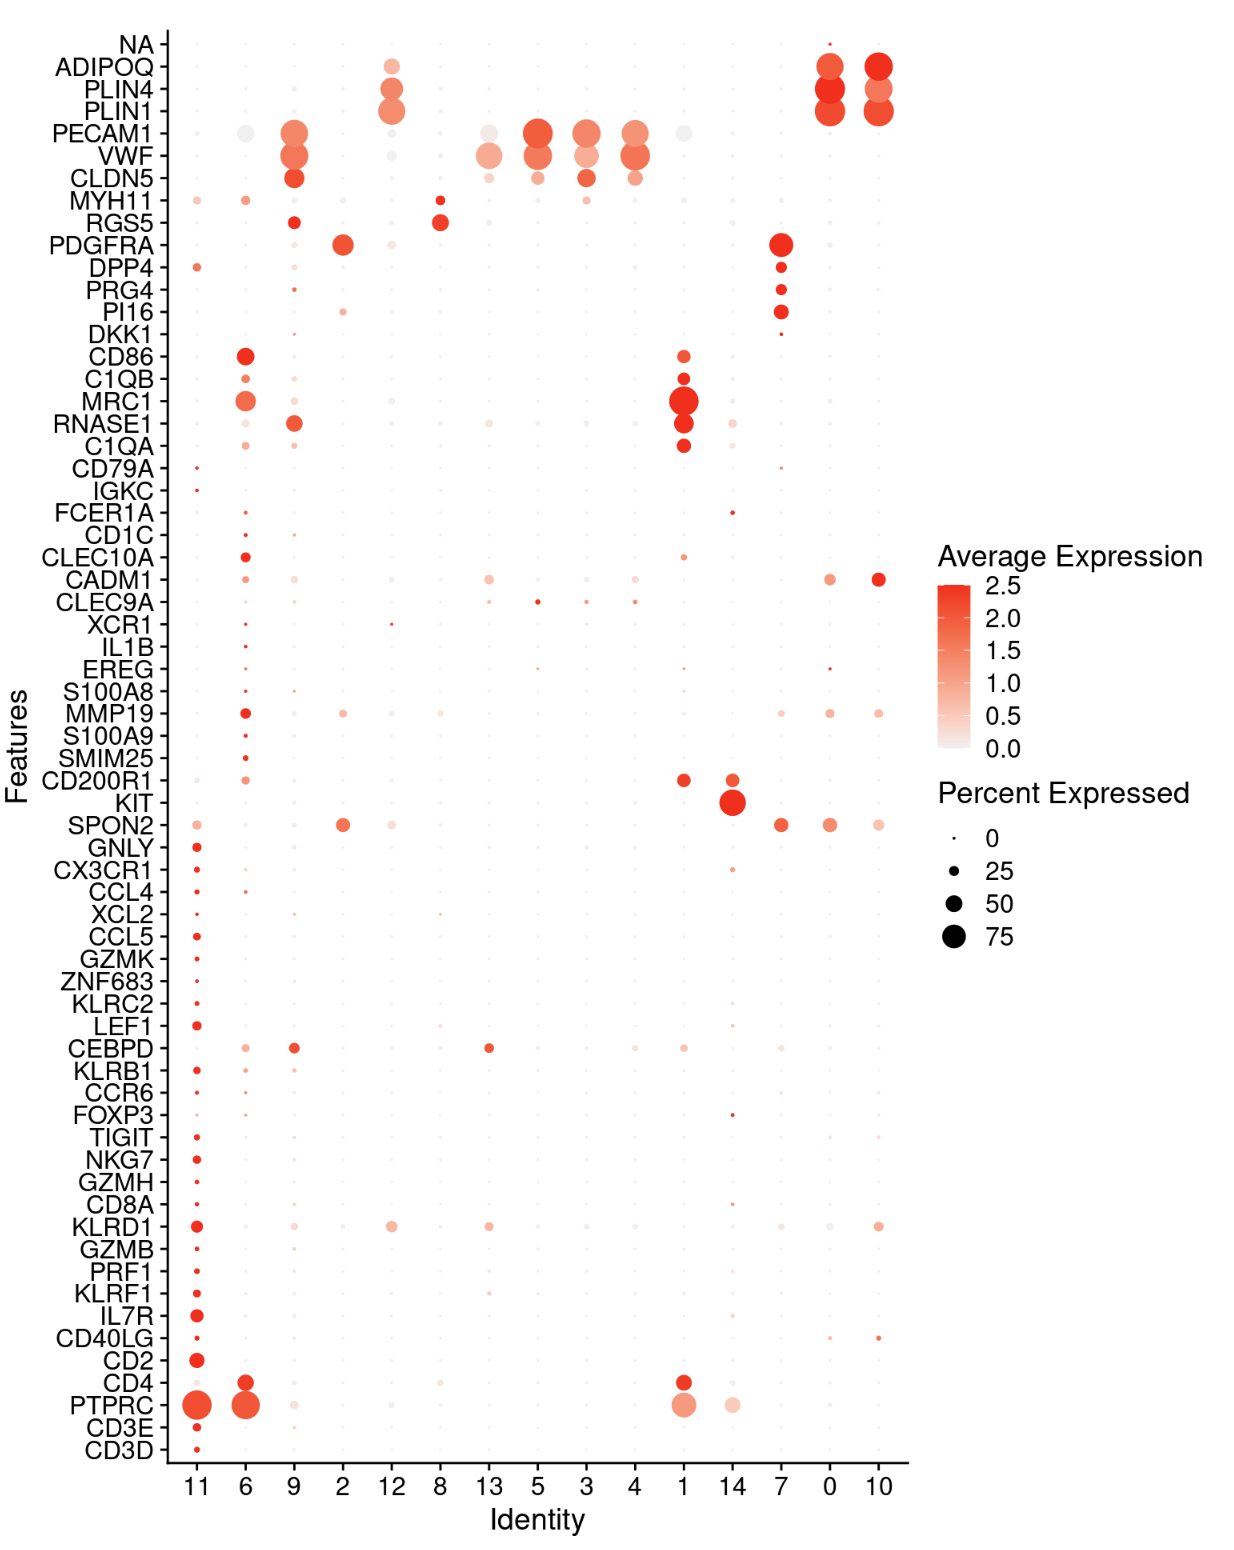 NA
ADIPOQ
PLIN4
PLIN1
PECAM1
VWF
CLDN5
MYH11
RGS5
PDGFRA
DPP4
PRG4
PI16
DKK1
CD86
C1QB
MRC1
RNASE1
C1QA
CD79A
IGKC
FCER1A
CD1C
CLEC10A
CADM1
CLEC9A
XCR1
IL1B
EREG
S100A8
MMP19
S100A9
SMIM25
CD200R1
KIT
SPON2
GNLY
CX3CR1
CCL4
XCL2
CCL5
GZMK
ZNF683
KLRC2
LEF1
CEBPD
KLRB1
CCR6
FOXP3
TIGIT
NKG7
GZMH
CD8A
KLRD1
GZMB
PRF1
KLRF1
IL7R
CD40LG
CD2
CD4
PTPRC
CD3E
CD3D
Features
11 6 9 2 12 8 13 5 3 4 1 14 7 0 10
Identity
Average Expression
2.5
2.0
1.5
1.0
0.5
0.0
Percent Expressed
0
25
50
75